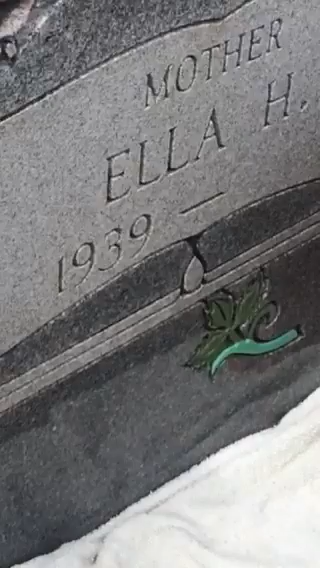 MOTHER
ELLA H.
1939 —